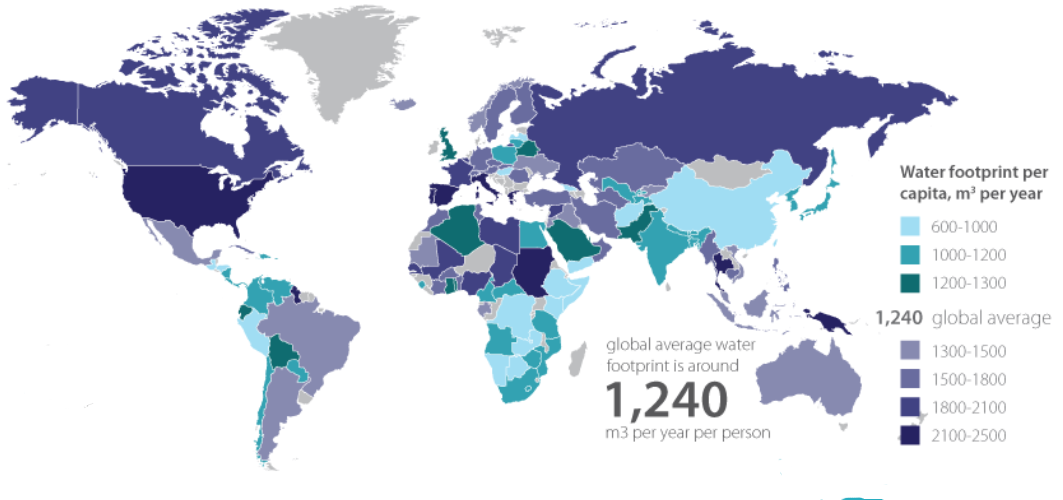 Water footprint per
capita, m³ per year
600-1000
1000-1200
1200-1300
1,240 global average
1300-1500
1500-1800
1800-2100
2100-2500
global average water
footprint is around
1,240
m3 per year per person